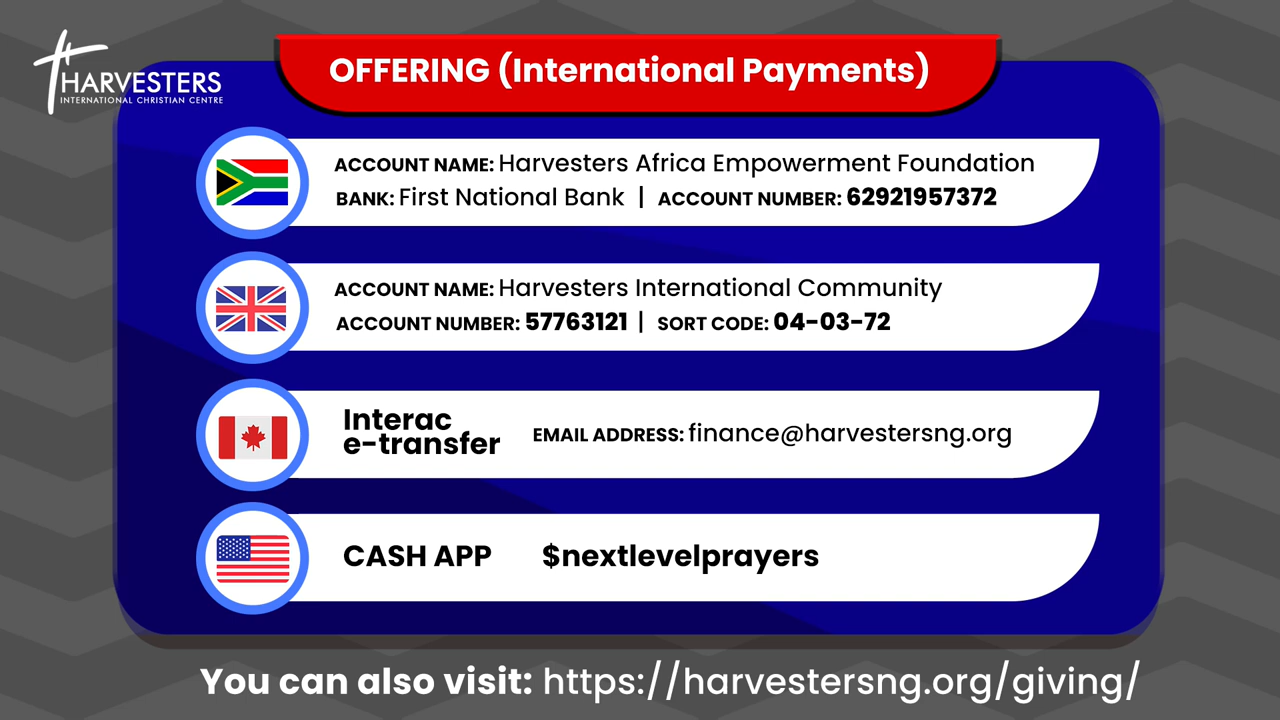 HARVESTERS
INTERNATIONAL CHRISTIAN CENTRE
OFFERING (International Payments)
ACCOUNT NAME: Harvesters Africa Empowerment Foundation
BANK: First National Bank | ACCOUNT NUMBER: 62921957372
ACCOUNT NAME: Harvesters International Community
ACCOUNT NUMBER: 57763121 | SORT CODE: 04-03-72
Interac
e-transfer
EMAIL ADDRESS: finance@harvestersng.org
CASH APP $nextlevelprayers
You can also visit: https://harvestersng.org/giving/